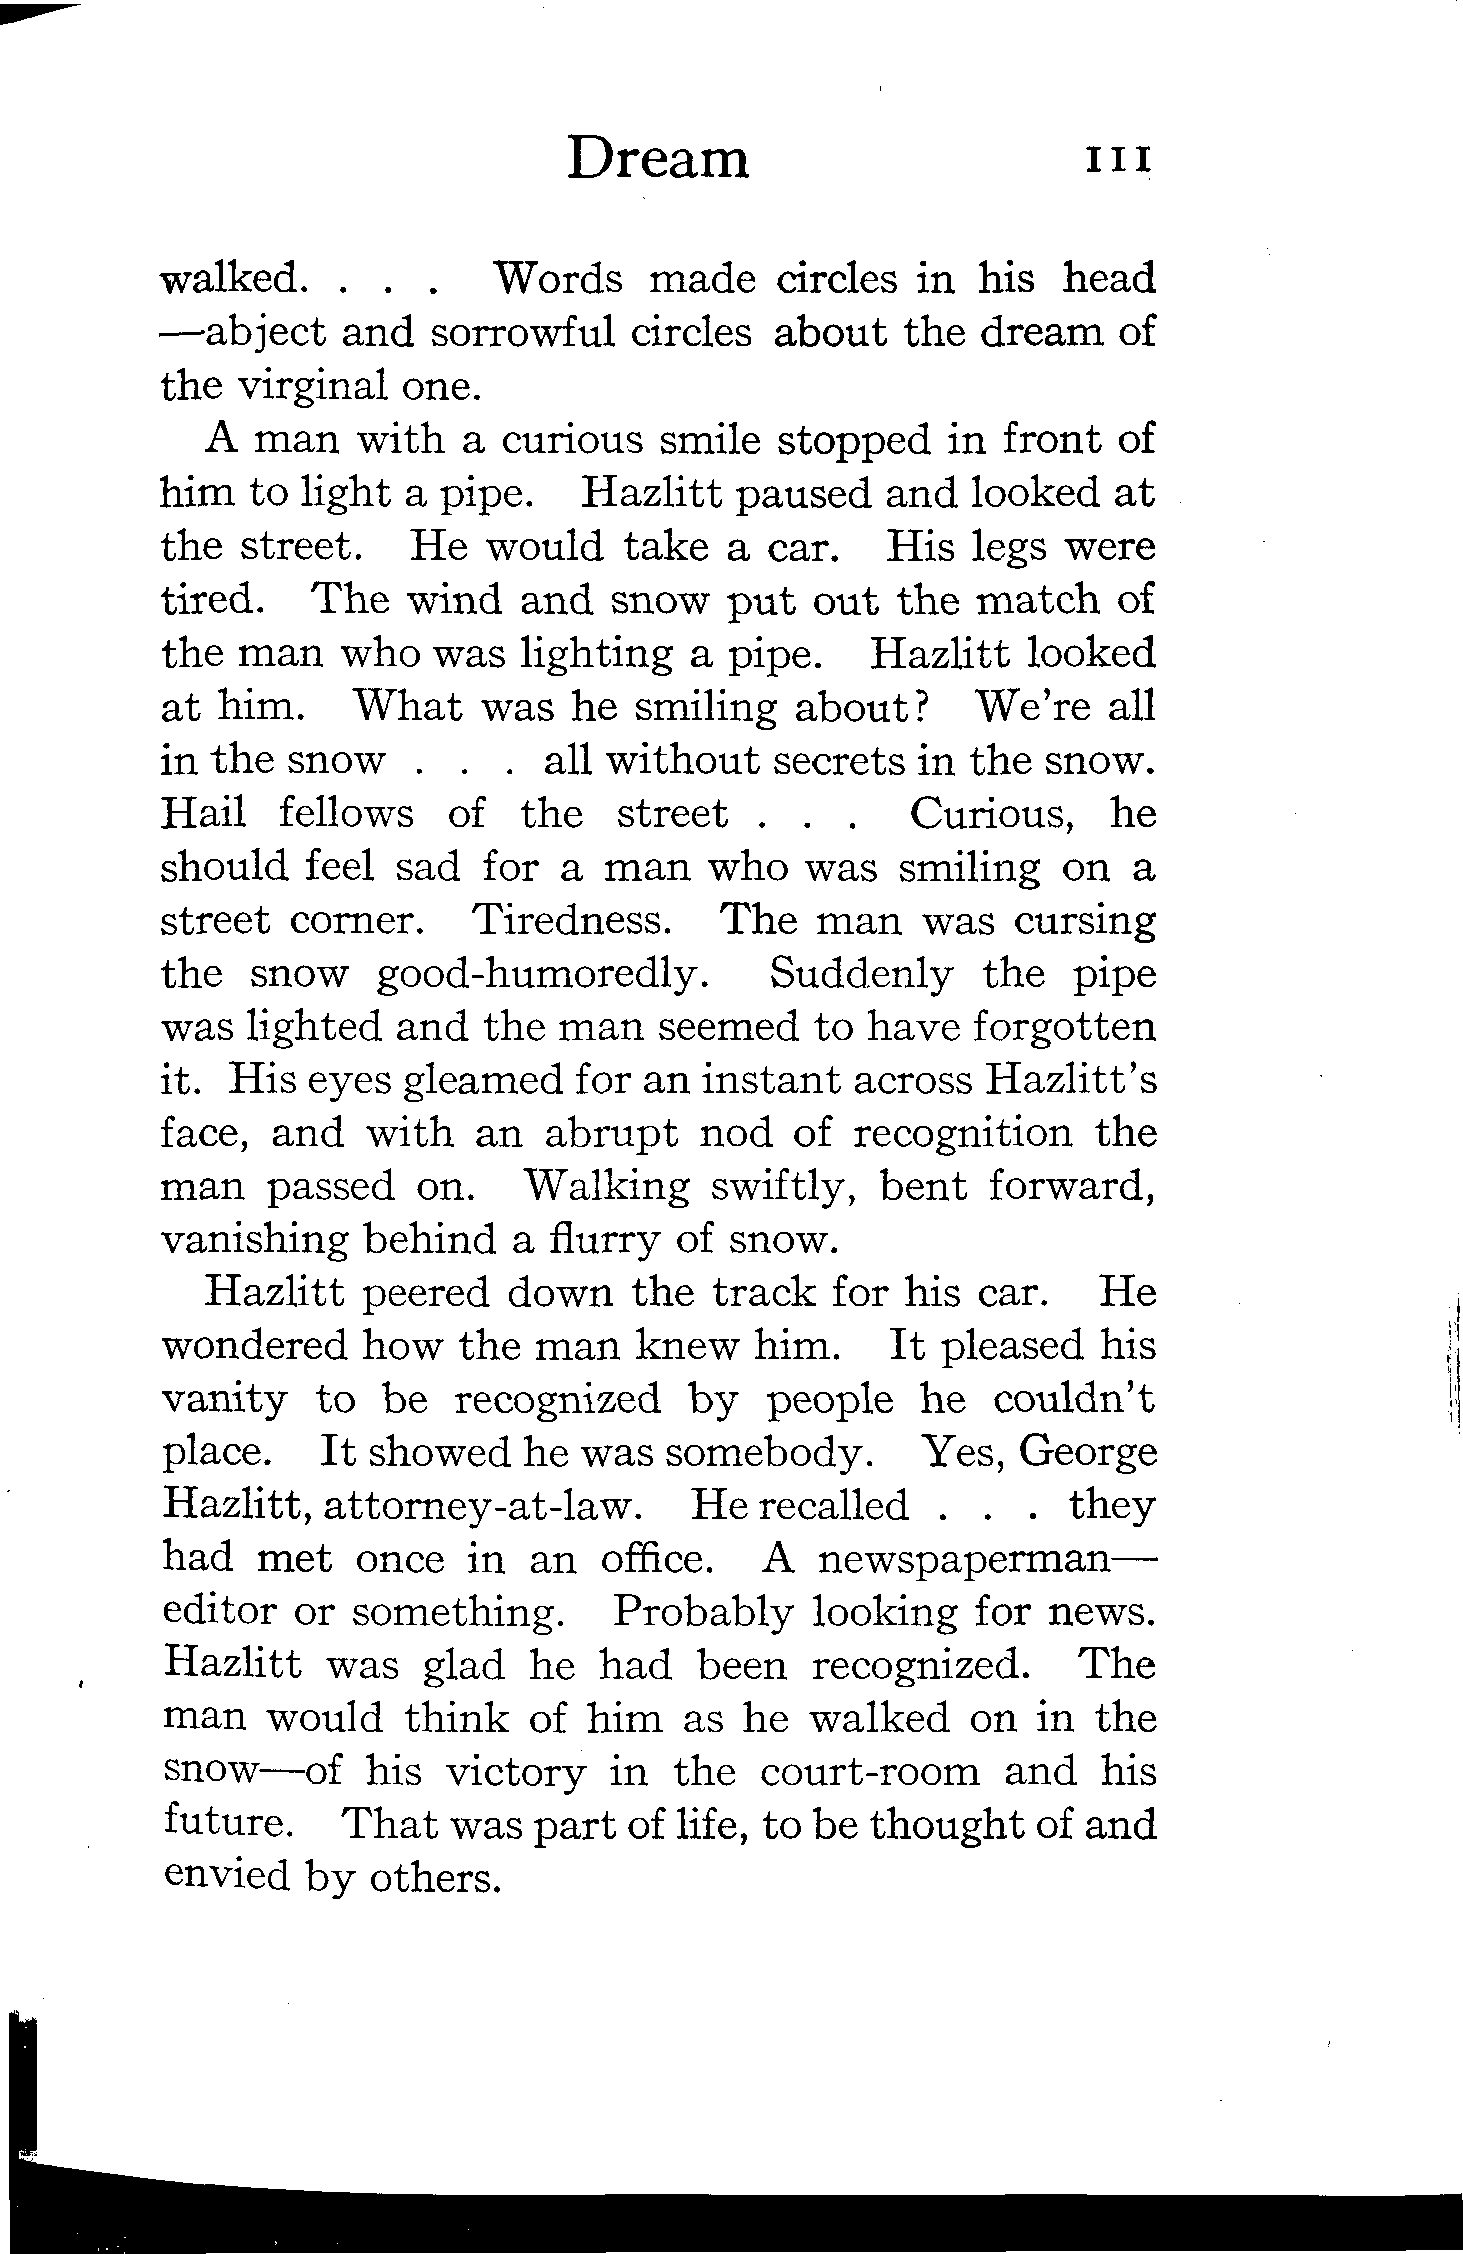 Dream 111
walked. . . . Words made circles in his head
—abject and sorrowful circles about the dream of
the virginal one.
A man with a curious smile stopped in front of
him to light a pipe. Hazlitt paused and looked at
the street. He would take a car. His legs were
tired. The wind and snow put out the match of
the man who was lighting a pipe. Hazlitt looked
at him. What was he smiling about? We're all
in the snow . . . all without secrets in the snow.
Hail fellows of the street . . . Curious, he
should feel sad for a man who was smiling on a
street corner. Tiredness. The man was cursing
the snow good-humoredly. Suddenly the pipe
was lighted and the man seemed to have forgotten
it. His eyes gleamed for an instant across Hazlitt's
face, and with an abrupt nod of recognition the
man passed on. Walking swiftly, bent forward,
vanishing behind a flurry of snow.
Hazlitt peered down the track for his car. He
wondered how the man knew him. It pleased his
vanity to be recognized by people he couldn't
place. It showed he was somebody. Yes, George
Hazlitt, attorney-at-law. He recalled . . . they
had met once in an office. A newspaperman—
editor or something. Probably looking for news.
Hazlitt was glad he had been recognized. The
man would think of him as he walked on in the
snow—of his victory in the court-room and his
future. That was part of life, to be thought of and
envied by others.